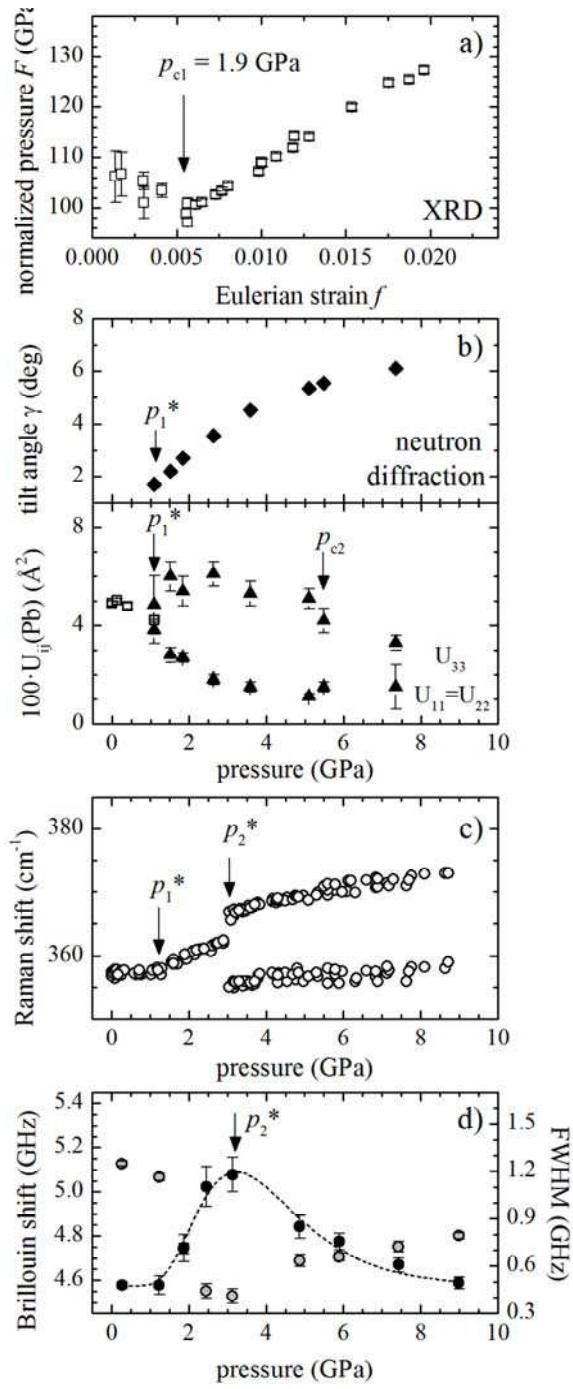 normalized pressure F (GPa
130
120
110
100
a)
p_c1 = 1.9 GPa
XRD
0.000 0.005 0.010 0.015 0.020
Eulerian strain f
tilt angle γ (deg)
6
4
2
b)
p_1*
neutron
diffraction
100·U_ij(Pb) (Å²)
8
4
0
p_1*
p_c2
U_33
U_11=U_22
0 2 4 6 8 10
pressure (GPa)
Raman shift (cm⁻¹)
380
360
c)
p_2*
p_1*
0 2 4 6 8 10
pressure (GPa)
Brillouin shift (GHz)
5.4
5.2
5.0
4.8
4.6
d)
p_2*
1.5
1.2
0.9
0.6
0.3
FWHM (GHz)
0 2 4 6 8 10
pressure (GPa)